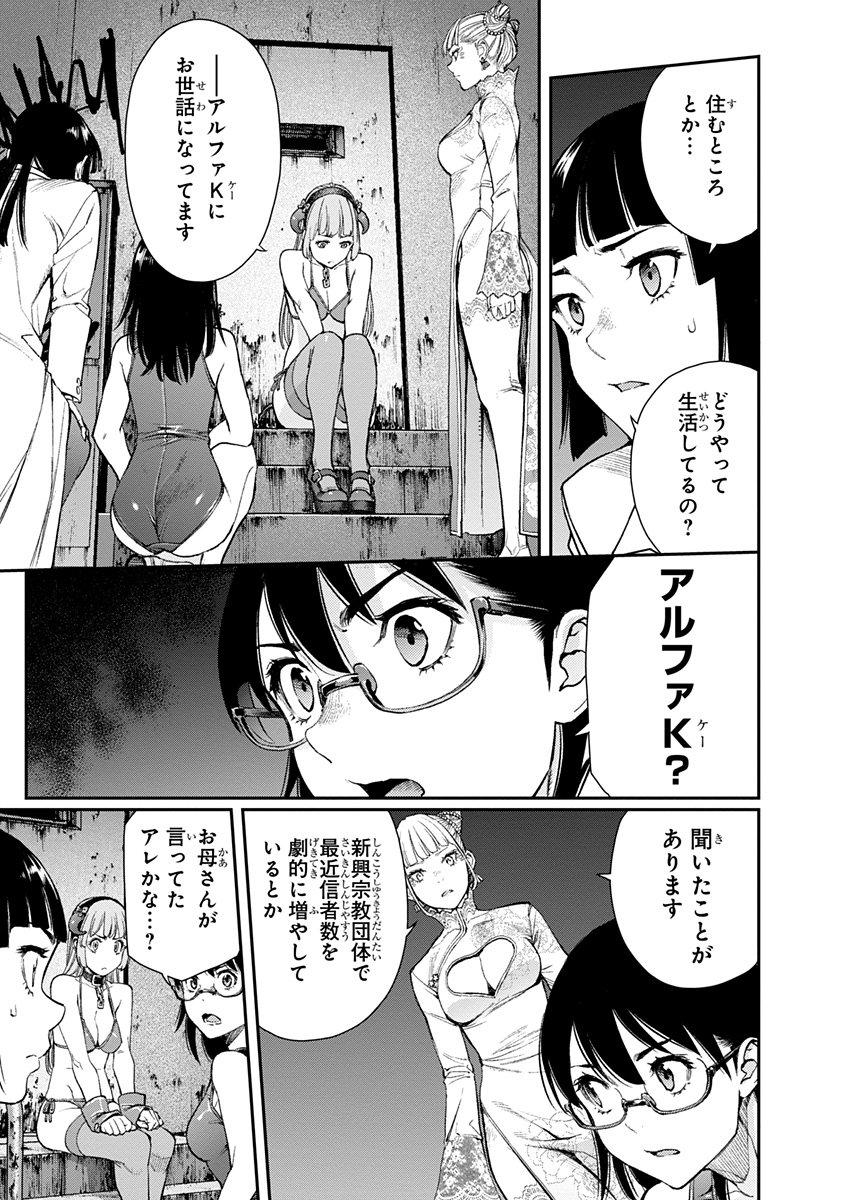 住むところ
とか…
どうやって
生活してるの？
──アルファKに
お世話になってます
アルファK？
聞いたことが
あります
新興宗教団体で
最近信者数を
劇的に増やして
いるとか
お母さんが
言ってた
アレかな…？